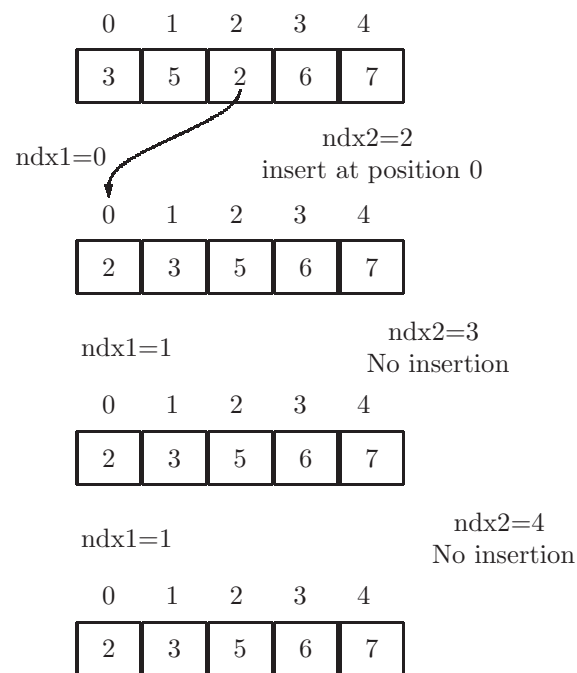 0 1 2 3 4
3 5 2 6 7
ndx1=0
ndx2=2
insert at position 0
0 1 2 3 4
2 3 5 6 7
ndx1=1
ndx2=3
No insertion
0 1 2 3 4
2 3 5 6 7
ndx1=1
ndx2=4
No insertion
0 1 2 3 4
2 3 5 6 7